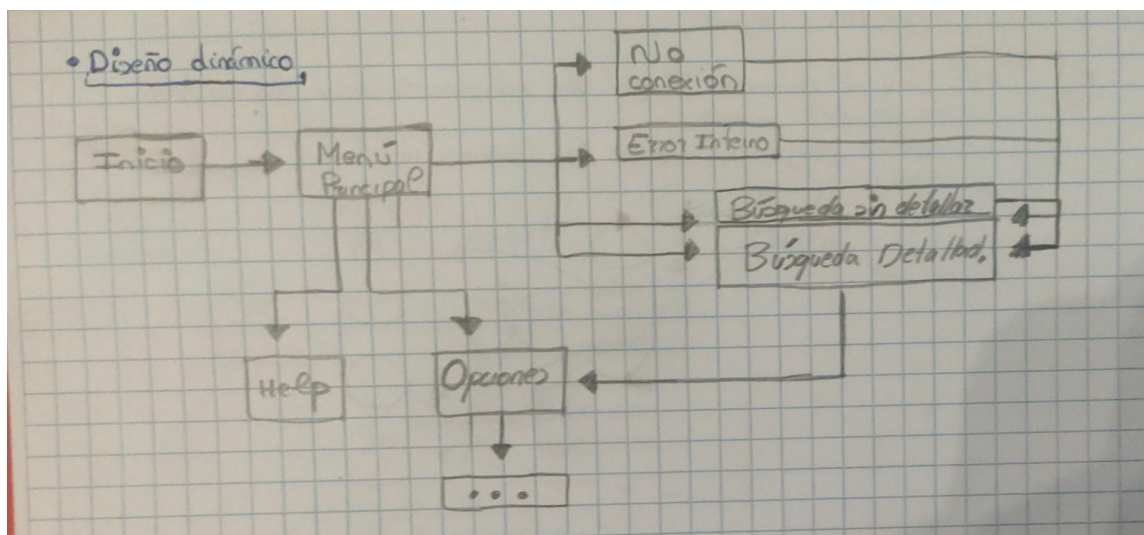 • Diseño dinámico
No
conexión
Inicio
Menú
Principal
Error Interno
Búsqueda sin detallar
Búsqueda Detallad.
Help
Opciones
...